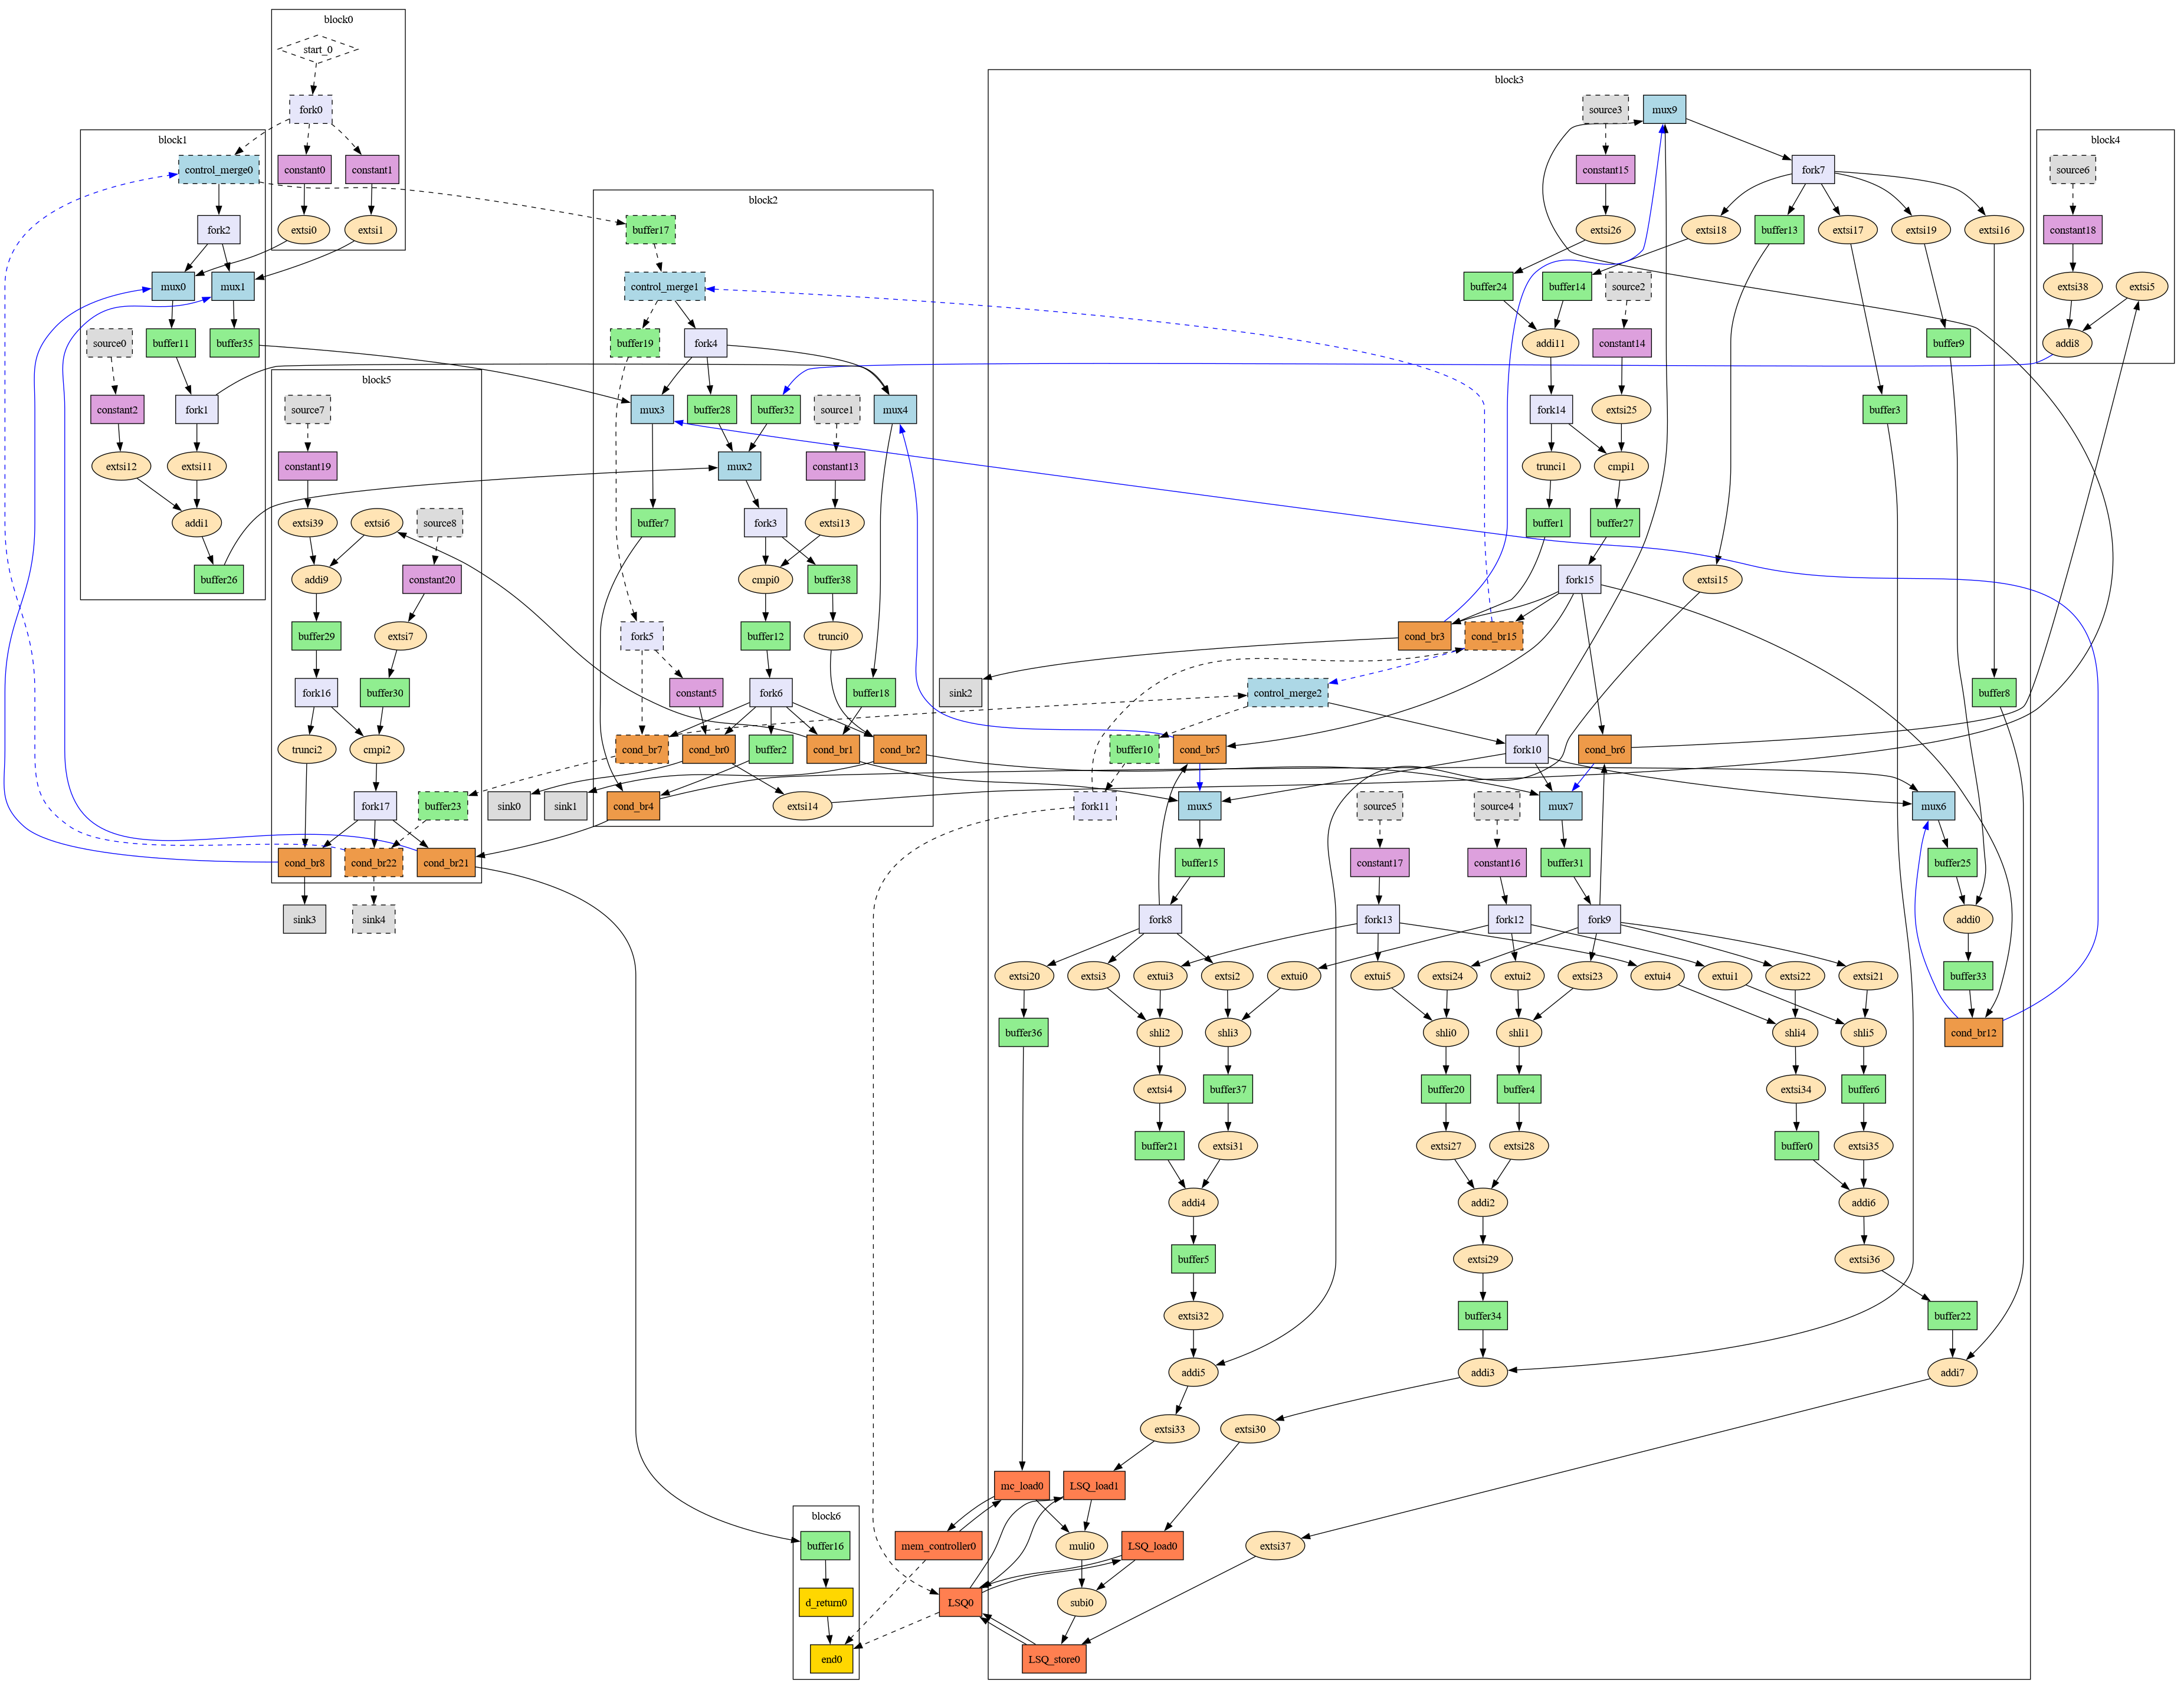 block0
start_0
fork0
constant0
constant1
extsi0
extsi1
block1
control_merge0
fork2
mux0
mux1
source0
buffer11
buffer35
constant2
fork1
extsi12
extsi11
addi1
buffer26
block5
source7
constant19
extsi39
extsi6
source8
addi9
constant20
buffer29
extsi7
fork16
buffer30
trunci2
cmpi2
fork17
buffer23
cond_br8
cond_br22
cond_br21
sink3
sink4
sink0
sink1
block2
buffer17
control_merge1
buffer19
fork4
mux3
buffer28
buffer32
source1
mux4
mux2
constant13
buffer7
fork3
extsi13
cmpi0
buffer38
fork5
buffer12
trunci0
constant5
fork6
buffer18
cond_br7
cond_br0
buffer2
cond_br1
cond_br2
cond_br4
extsi14
sink2
block3
source3
mux9
constant15
fork7
extsi26
extsi18
buffer13
extsi17
extsi19
extsi16
buffer24
buffer14
source2
addi11
constant14
buffer9
fork14
extsi25
buffer3
trunci1
cmpi1
buffer1
buffer27
fork15
extsi15
cond_br3
cond_br15
control_merge2
buffer8
buffer10
cond_br5
fork10
cond_br6
fork11
mux5
source5
source4
mux7
mux6
buffer15
constant17
constant16
buffer31
buffer25
fork8
fork13
fork12
fork9
addi0
extsi20
extsi3
extui3
extsi2
extui0
extui5
extsi24
extui2
extsi23
extui4
extui1
extsi22
extsi21
buffer33
buffer36
shli2
shli3
shli0
shli1
shli4
shli5
cond_br12
extsi4
buffer37
buffer20
buffer4
extsi34
buffer6
buffer21
extsi31
extsi27
extsi28
buffer0
extsi35
addi4
addi2
addi6
buffer5
extsi29
extsi36
extsi32
buffer34
buffer22
addi5
addi3
addi7
extsi33
extsi30
mc_load0
LSQ_load1
mem_controller0
muli0
LSQ_load0
extsi37
LSQ0
subi0
LSQ_store0
block4
source6
constant18
extsi38
extsi5
addi8
block6
buffer16
d_return0
end0